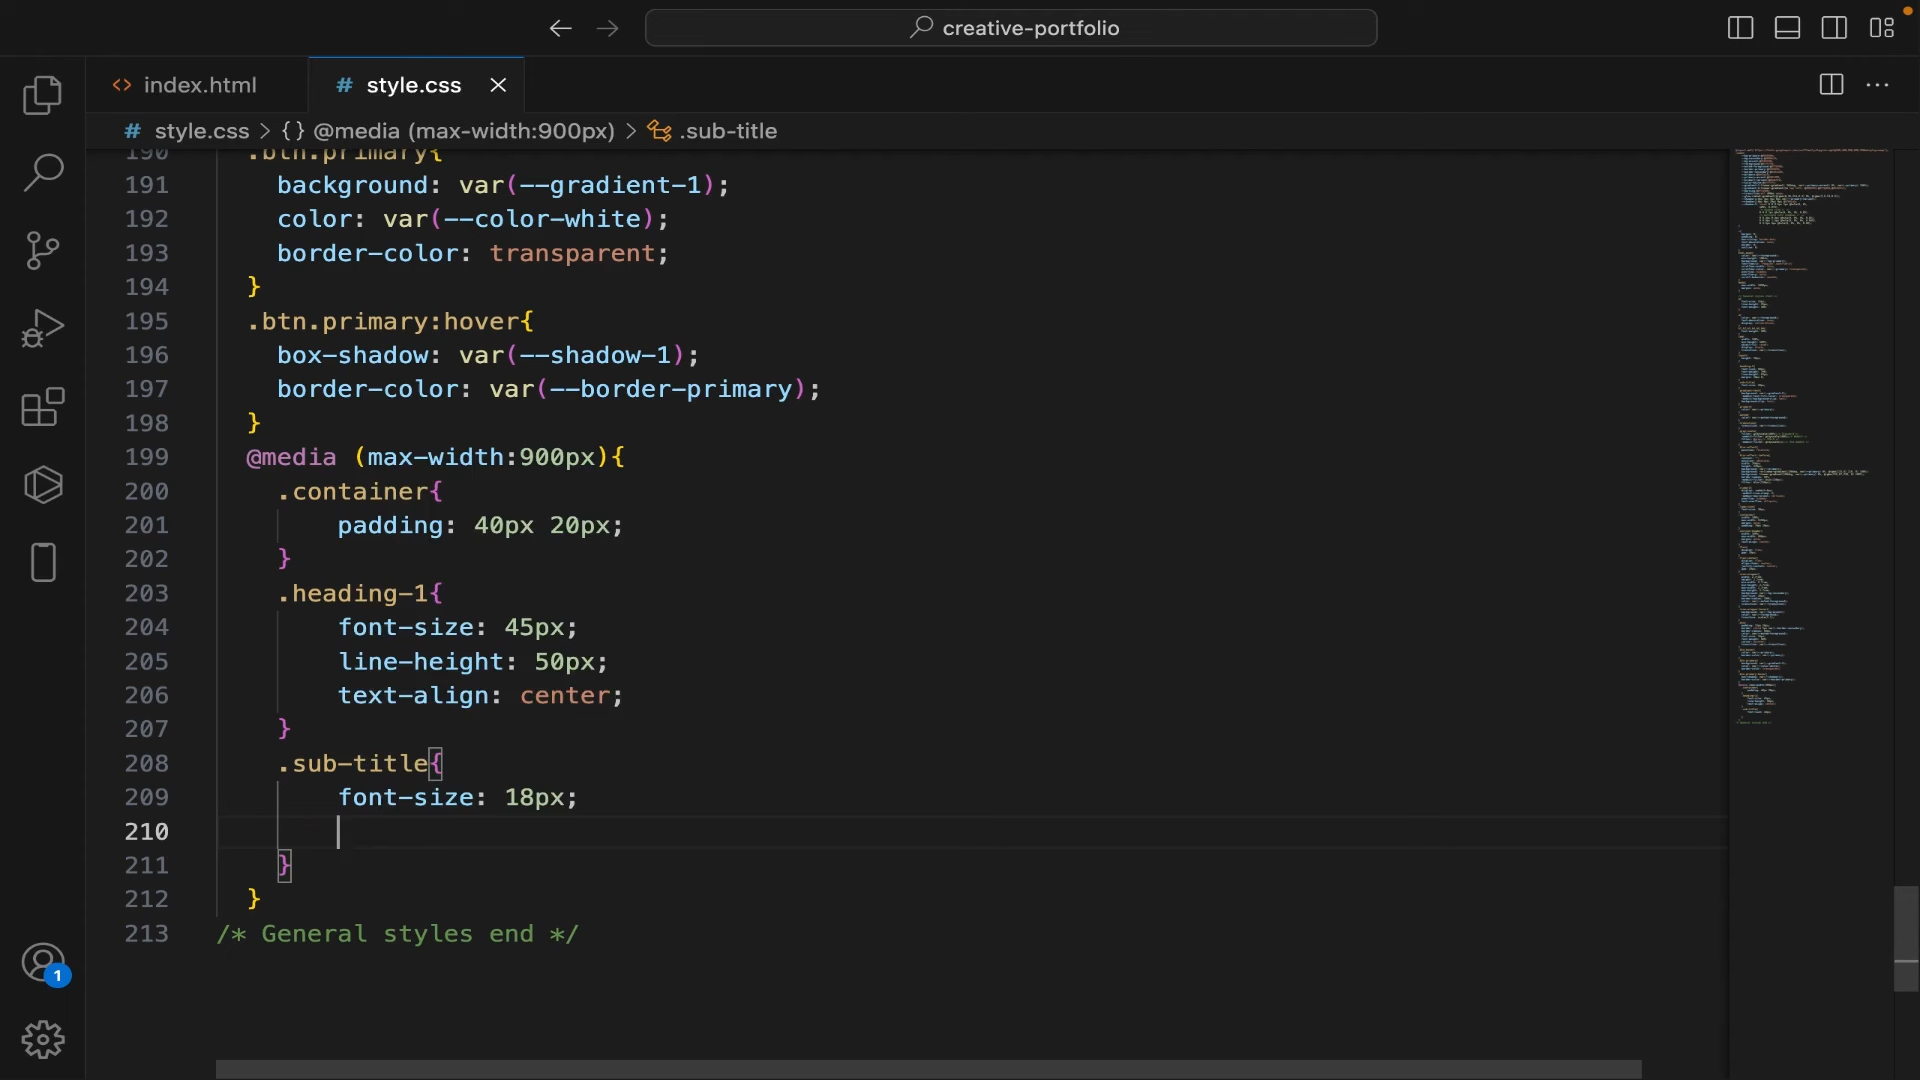 creative-portfolio
index.html
# style.css
# style.css > {} @media (max-width:900px) > .sub-title
190 .btn.primary{
191 background: var(--gradient-1);
192 color: var(--color-white);
193 border-color: transparent;
194 }
195 .btn.primary:hover{
196 box-shadow: var(--shadow-1);
197 border-color: var(--border-primary);
198 }
199 @media (max-width:900px){
200 .container{
201 padding: 40px 20px;
202 }
203 .heading-1{
204 font-size: 45px;
205 line-height: 50px;
206 text-align: center;
207 }
208 .sub-title{
209 font-size: 18px;
210
211 }
212 }
213 /* General styles end */
1